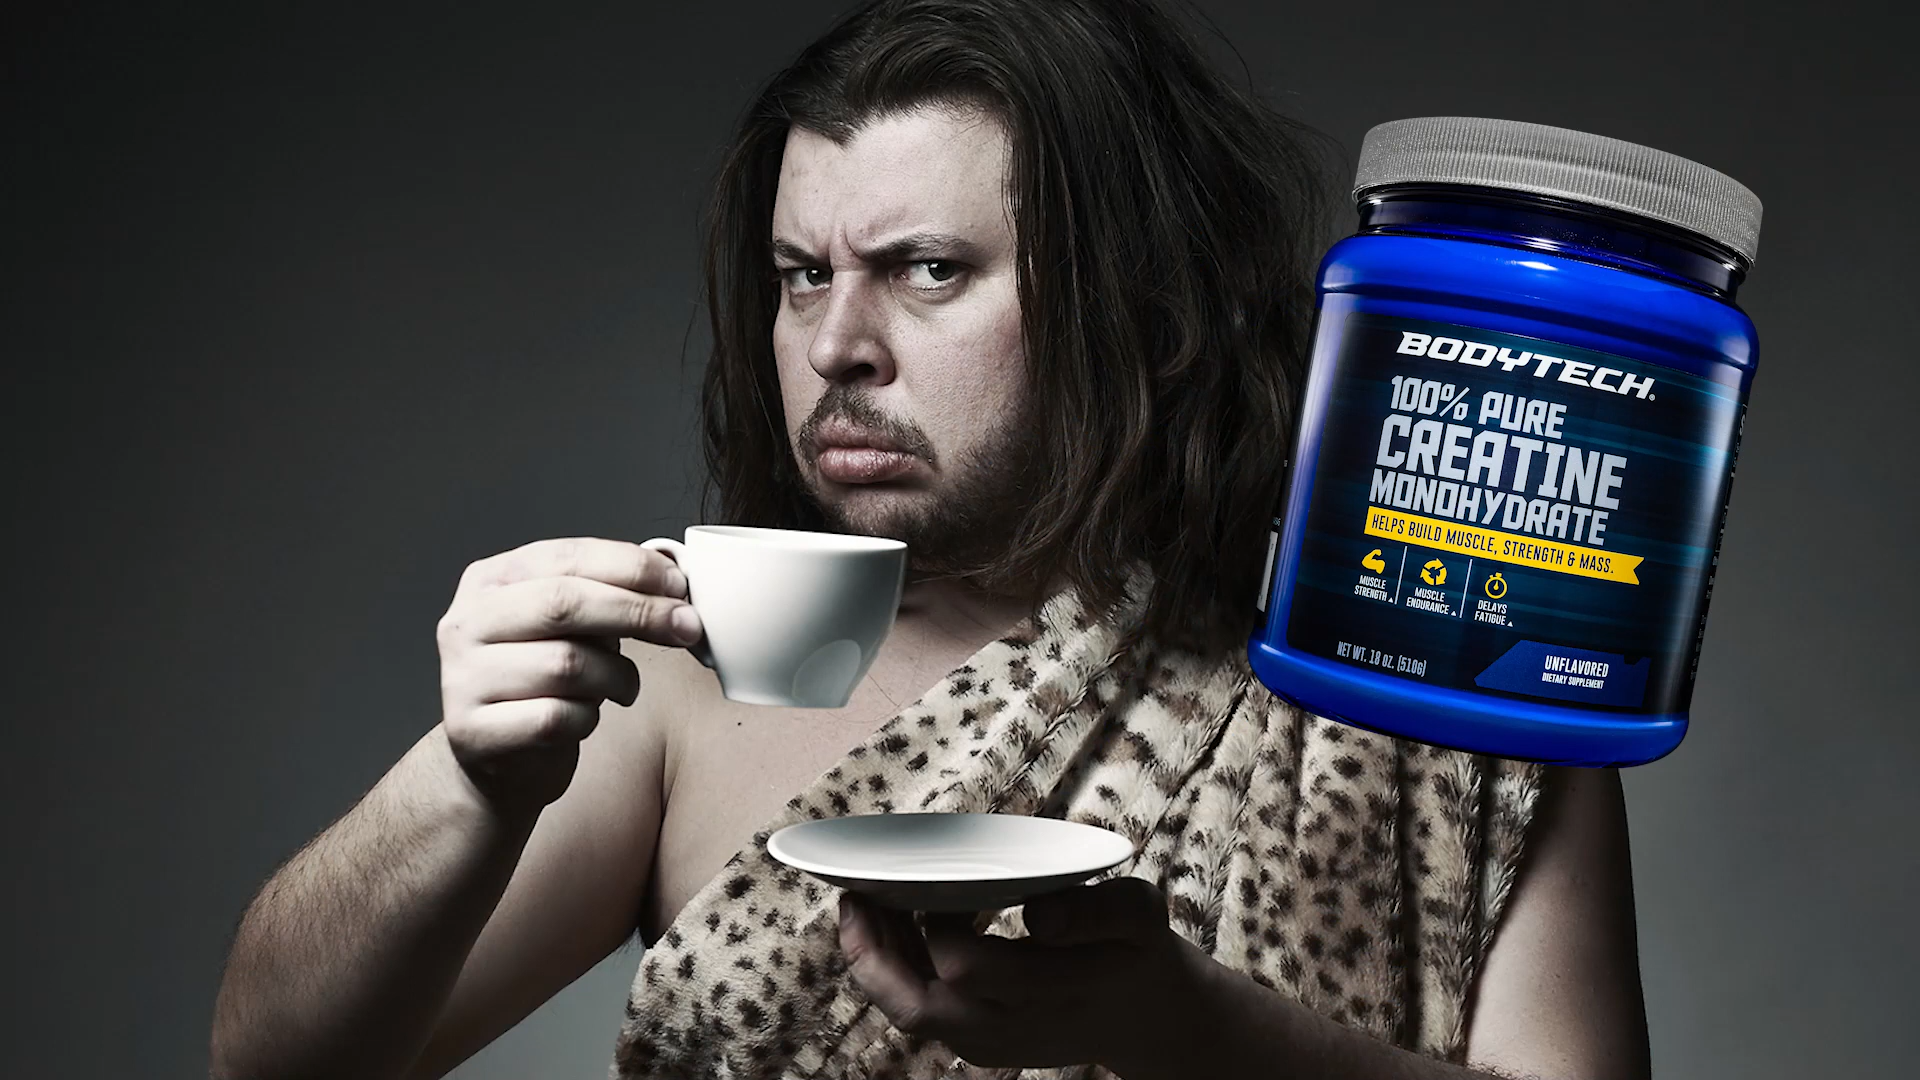 BODYTECH®
100% PURE
CREATINE
MONOHYDRATE
HELPS BUILD MUSCLE, STRENGTH & MASS.
MUSCLE
STRENGTH▲
MUSCLE
ENDURANCE▲
DELAYS
FATIGUE▲
NET WT. 18 OZ. (510g)
UNFLAVORED
DIETARY SUPPLEMENT